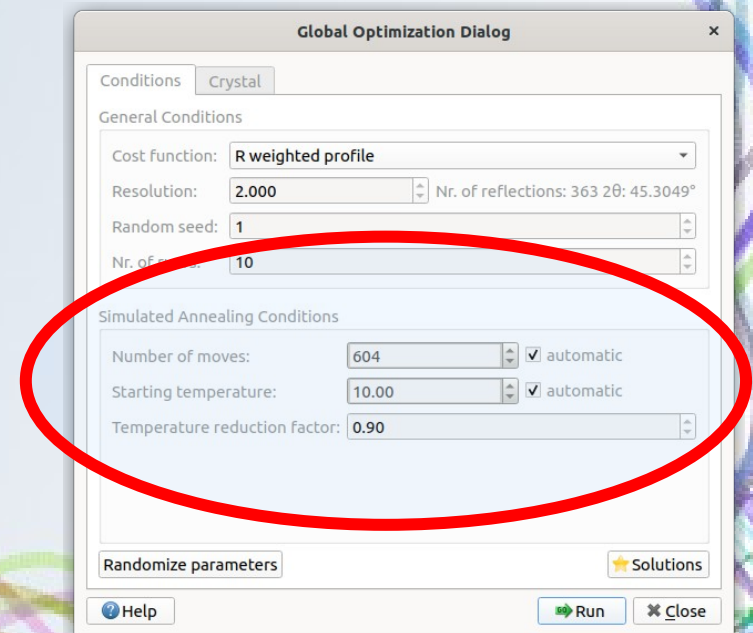 Global Optimization Dialog ×
Conditions Crystal
General Conditions
Cost function: R weighted profile
Resolution: 2.000 Nr. of reflections: 363 2θ: 45.3049°
Random seed: 1
Nr. of 10
Simulated Annealing Conditions
Number of moves: 604 automatic
Starting temperature: 10.00 automatic
Temperature reduction factor: 0.90
Randomize parameters Solutions
Help Run Close